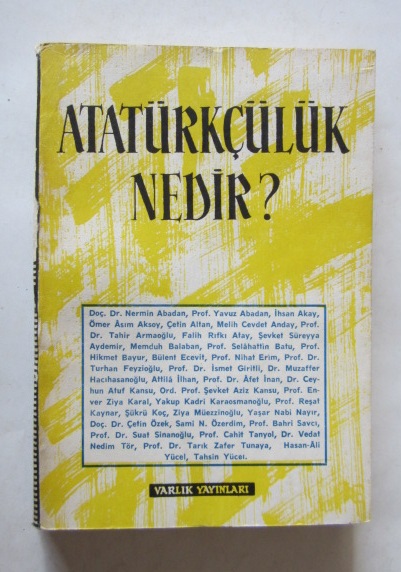 ATATÜRKÇÜLÜK
NEDİR?
Doç. Dr. Nermin Abadan, Prof. Yavuz Abadan, İhsan Akay,
Ömer Âsım Aksoy, Çetin Altan, Melih Cevdet Anday, Prof.
Dr. Tahir Armaoğlu, Falih Rıfkı Atay, Şevket Süreyya
Aydemir, Memduh Balaban, Prof. Selâhattin Batu, Prof.
Hikmet Bayur, Bülent Ecevit, Prof. Nihat Erim, Prof. Dr.
Turhan Feyzioğlu, Prof. Dr. İsmet Giritli, Dr. Muzaffer
Hacıhasanoğlu, Attilâ İlhan, Prof. Dr. Âfet İnan, Dr. Cey-
hun Atuf Kansu, Ord. Prof. Şevket Aziz Kansu, Prof. En-
ver Ziya Karal, Yakup Kadri Karaosmanoğlu, Prof. Reşat
Kaynar, Şükrü Koç, Ziya Müezzinoğlu, Yaşar Nabi Nayır,
Doç. Dr. Çetin Özek, Sami N. Özerdim, Prof. Bahri Savcı,
Prof. Dr. Suat Sinanoğlu, Prof. Cahit Tanyol, Dr. Vedat
Nedim Tör, Prof. Dr. Tarık Zafer Tunaya, Hasan-Âli
Yücel, Tahsin Yücel.
VARLIK YAYINLARI